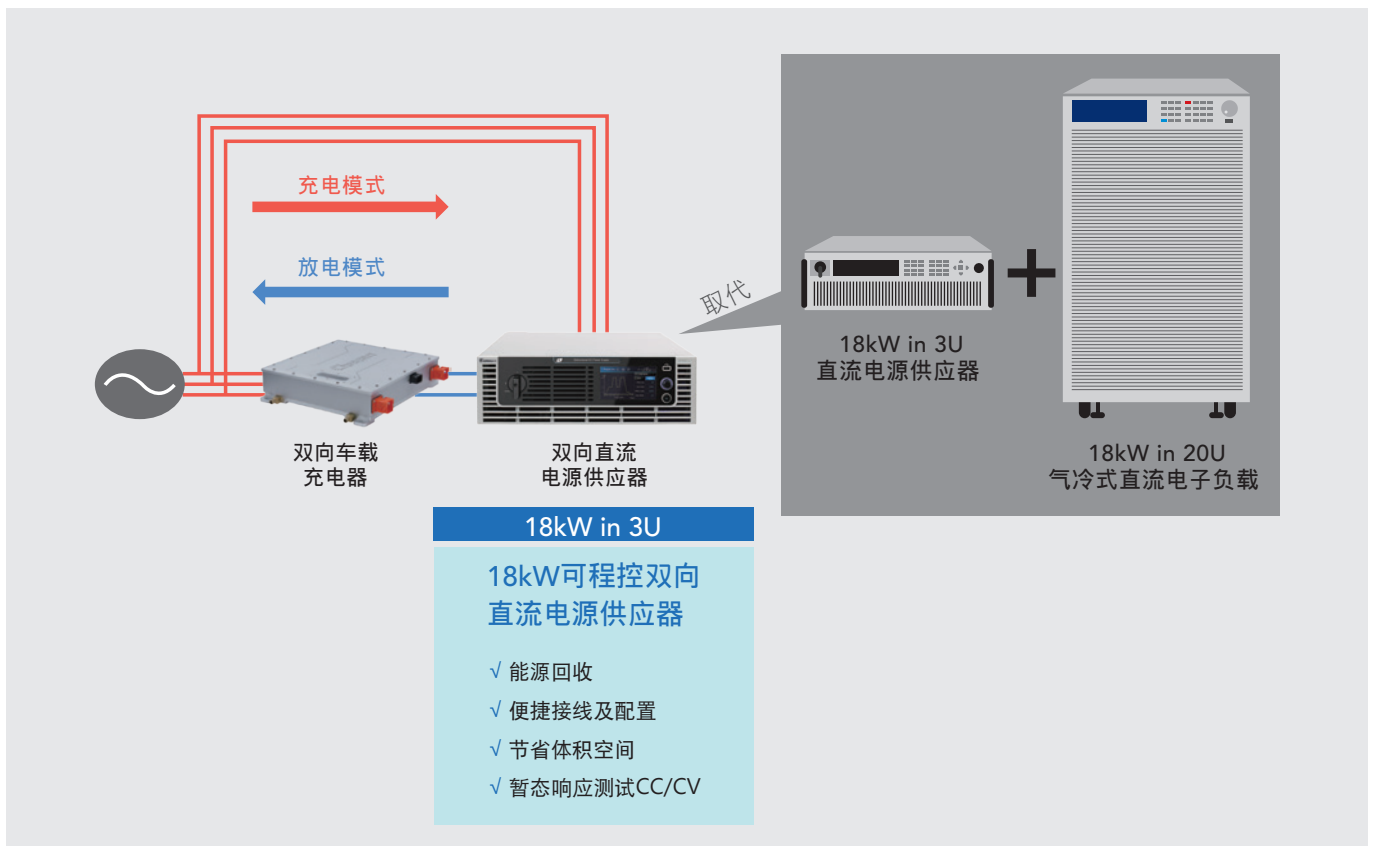 充电模式
放电模式
取代
18kW in 3U
直流电源供应器
18kW in 20U
气冷式直流电子负载
双向车载
充电器
双向直流
电源供应器
18kW in 3U
18kW可程控双向
直流电源供应器
√ 能源回收
√ 便捷接线及配置
√ 节省体积空间
√ 暂态响应测试CC/CV